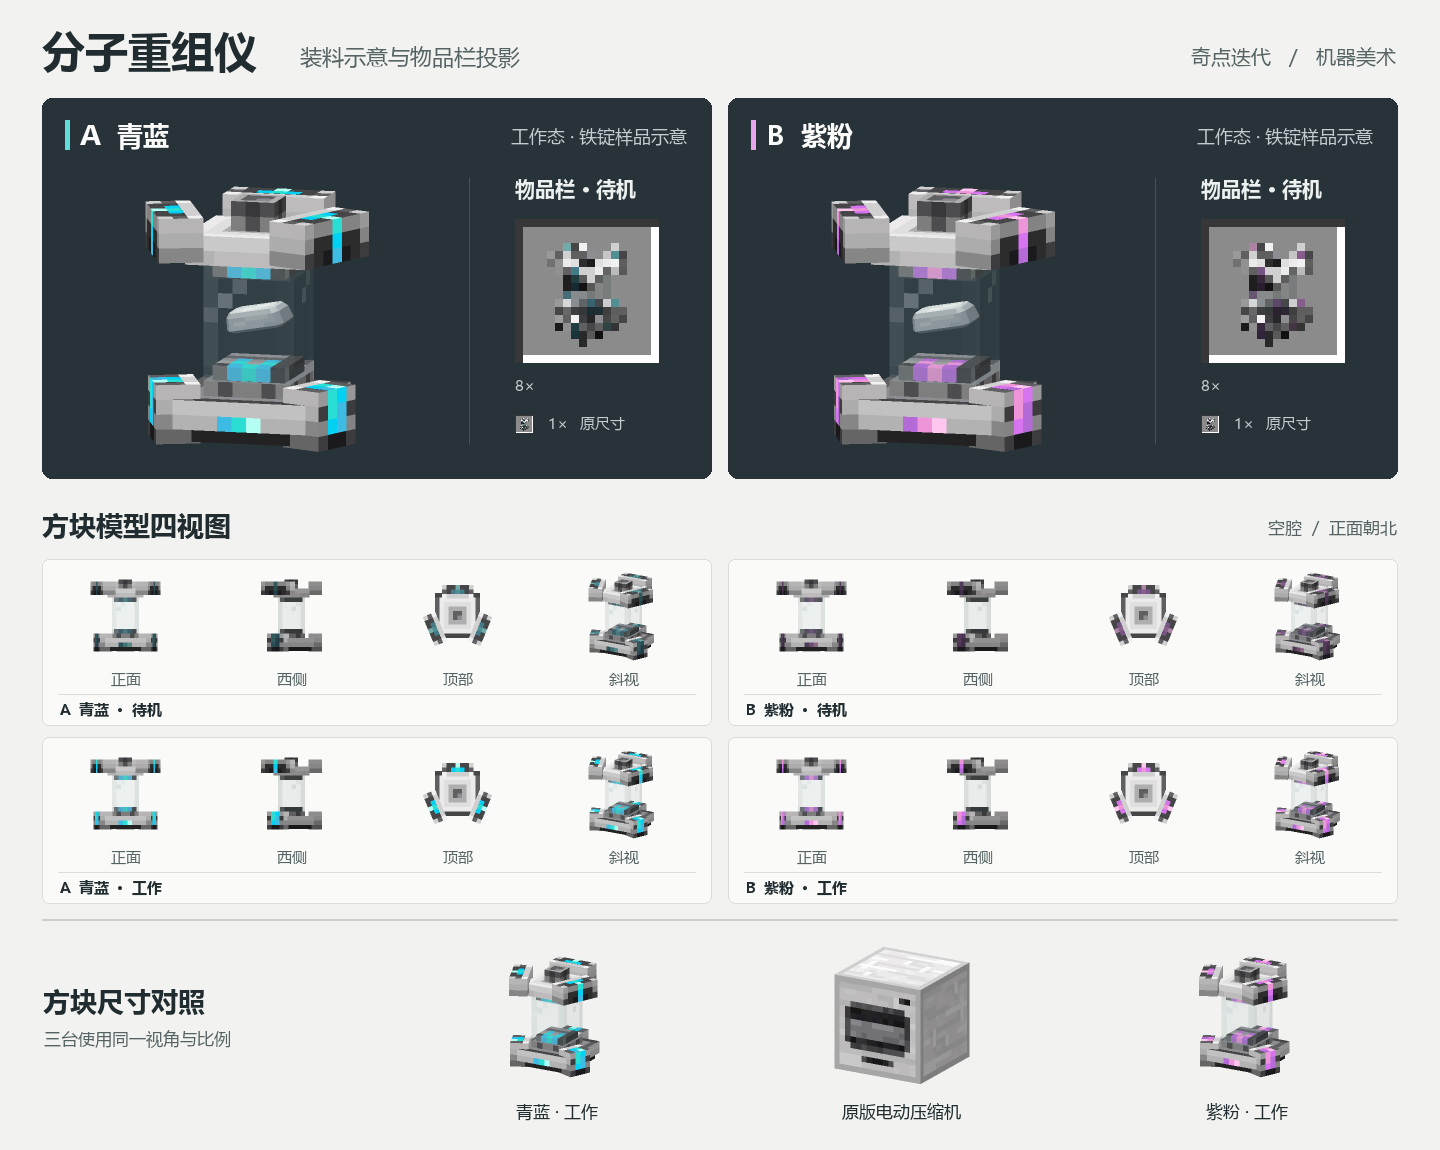 分子重组仪 装料示意与物品栏投影 奇点迭代 / 机器美术
A 青蓝 工作态 · 铁锭样品示意
物品栏 · 待机
8×
1× 原尺寸
B 紫粉 工作态 · 铁锭样品示意
物品栏 · 待机
8×
1× 原尺寸
方块模型四视图 空腔 / 正面朝北
正面 西侧 顶部 斜视
A 青蓝 · 待机
正面 西侧 顶部 斜视
B 紫粉 · 待机
正面 西侧 顶部 斜视
A 青蓝 · 工作
正面 西侧 顶部 斜视
B 紫粉 · 工作
方块尺寸对照
三台使用同一视角与比例
青蓝 · 工作 原版电动压缩机 紫粉 · 工作